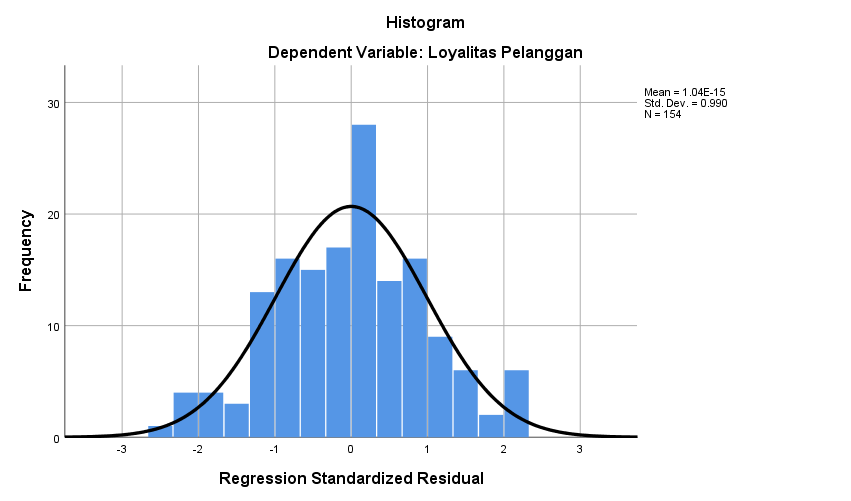 Histogram
Dependent Variable: Loyalitas Pelanggan
Mean = 1.04E-15
Std. Dev. = 0.990
N = 154
30
20
10
0
Frequency
-3 -2 -1 0 1 2 3
Regression Standardized Residual